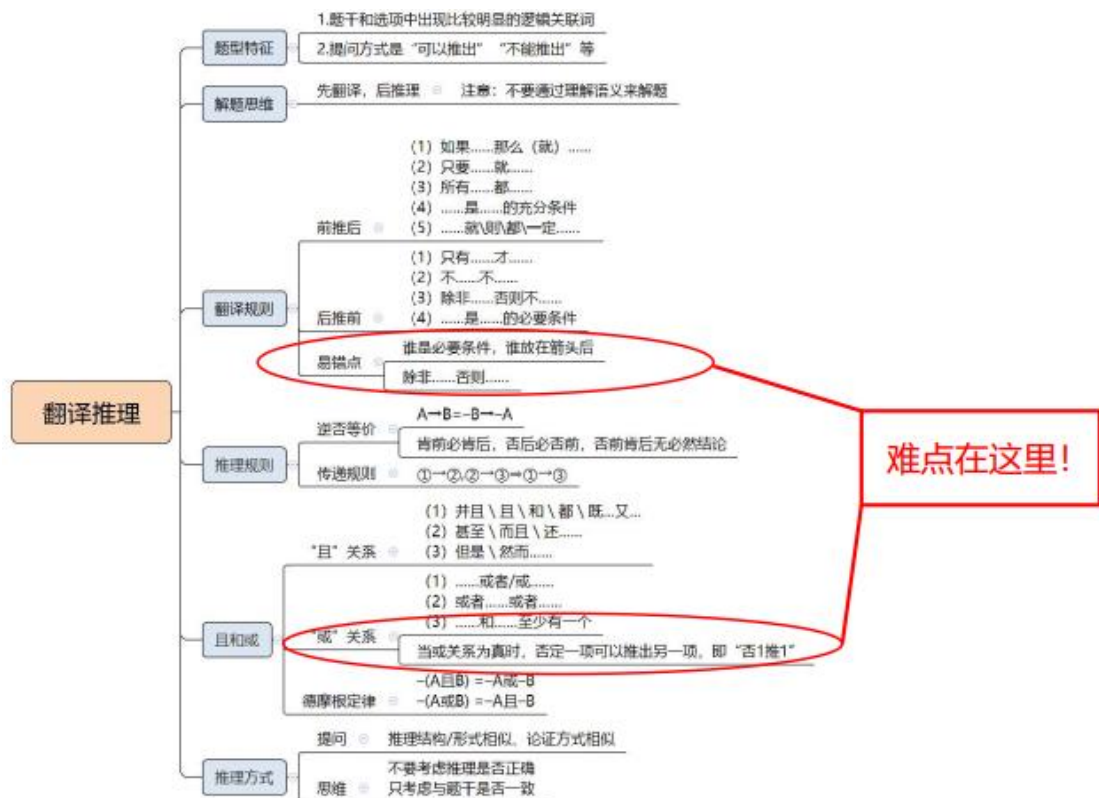 1.题干和选项中出现比较明显的逻辑关联词
题型特征
2.提问方式是“可以推出”“不能推出”等
解题思维
先翻译，后推理
注意：不要通过理解语义来解题
(1) 如果......那么（就）......
(2) 只要......就......
(3) 所有......都......
(4) ......是......的充分条件
前推后
(5) ......就\则\都\一定......
(1) 只有......才......
(2) 不......不......
翻译规则
(3) 除非......否则不......
后推前
(4) ......是......的必要条件
易错点
谁是必要条件，谁放在箭头后
除非......否则......
翻译推理
难点在这里！
逆否等价
A→B=−B→−A
肯前必肯后，否后必否前，否前肯后无必然结论
推理规则
传递规则
①→②,②→③⇒①→③
(1) 并且\且\和\都\既...又...
“且”关系
(2) 甚至\而且\还......
(3) 但是\然而......
(1) ......或者/或......
(2) 或者......或者......
(3) ......和......至少有一个
且和或
“或”关系
当或关系为真时，否定一项可以推出另一项。即“否1推1”
德摩根定律
−(A且B) =−A或−B
−(A或B) =−A且−B
提问
推理结构/形式相似，论证方式相似
推理方式
思维
不要考虑推理是否正确
只考虑与题干是否一致